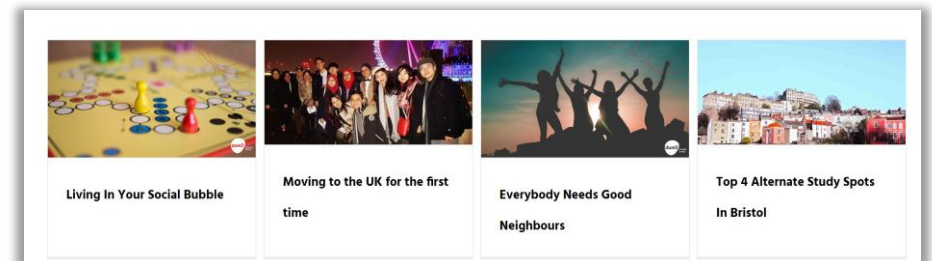 Living In Your Social Bubble
Moving to the UK for the first
time
Everybody Needs Good
Neighbours
Top 4 Alternate Study Spots
In Bristol